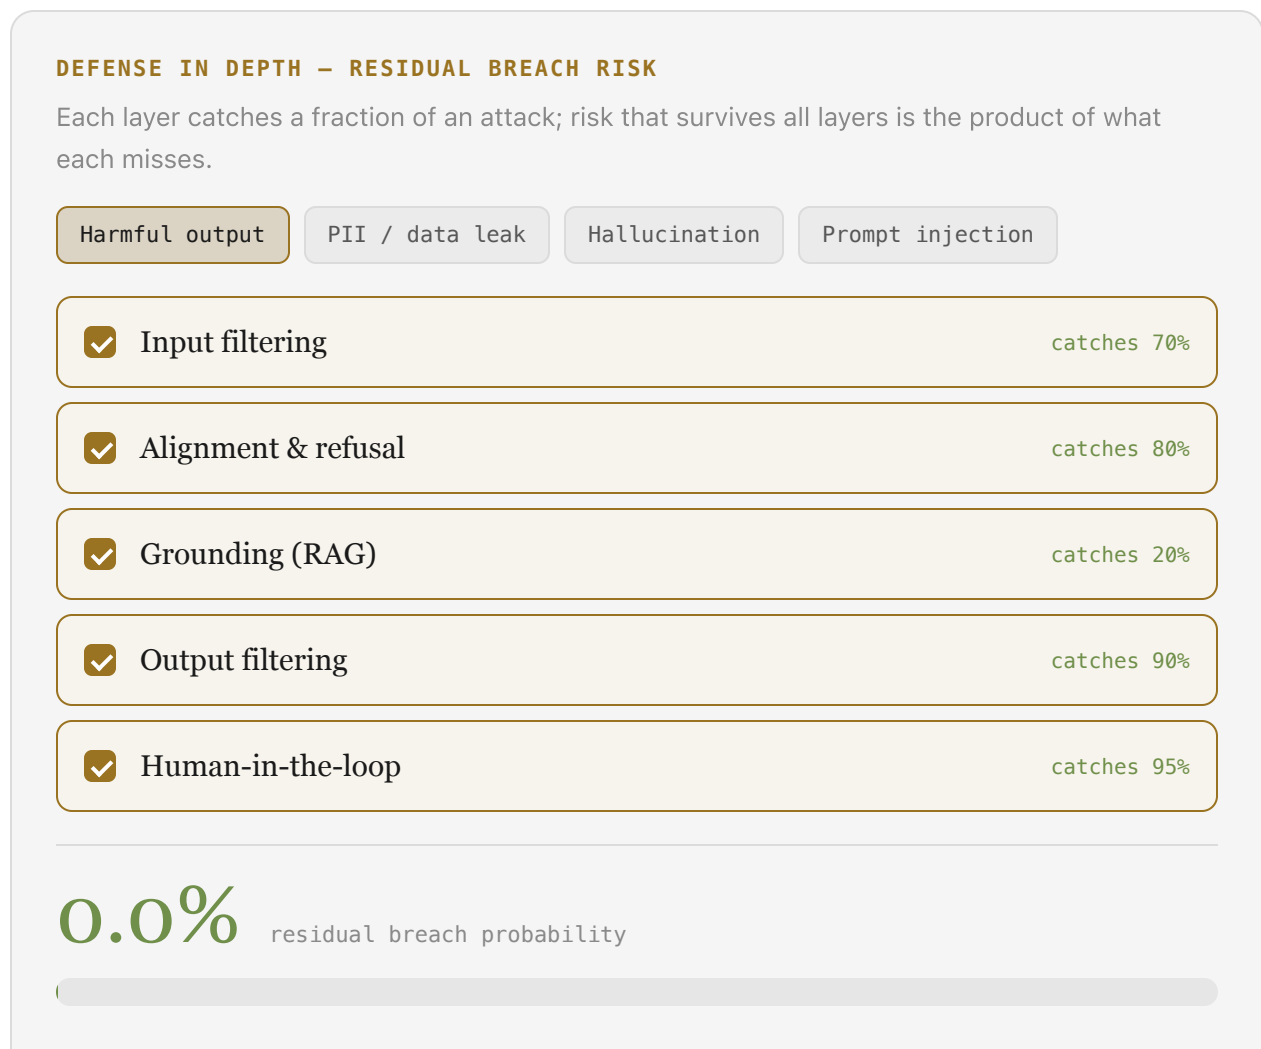 DEFENSE IN DEPTH — RESIDUAL BREACH RISK
Each layer catches a fraction of an attack; risk that survives all layers is the product of what
each misses.
Harmful output
PII / data leak
Hallucination
Prompt injection
Input filtering
catches 70%
Alignment & refusal
catches 80%
Grounding (RAG)
catches 20%
Output filtering
catches 90%
Human-in-the-loop
catches 95%
0.0%
residual breach probability